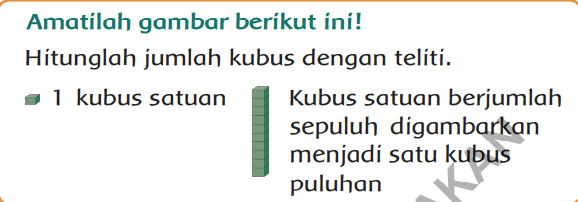 Amatilah gambar berikut ini!
Hitunglah jumlah kubus dengan teliti.
1 kubus satuan
Kubus satuan berjumlah
sepuluh digambarkan
menjadi satu kubus
puluhan
AKAN